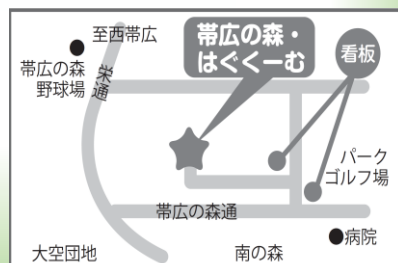 至西帯広
帯広の森
野球場
栄通
帯広の森・
はぐくーむ
看板
パーク
ゴルフ場
帯広の森通
病院
大空団地
南の森